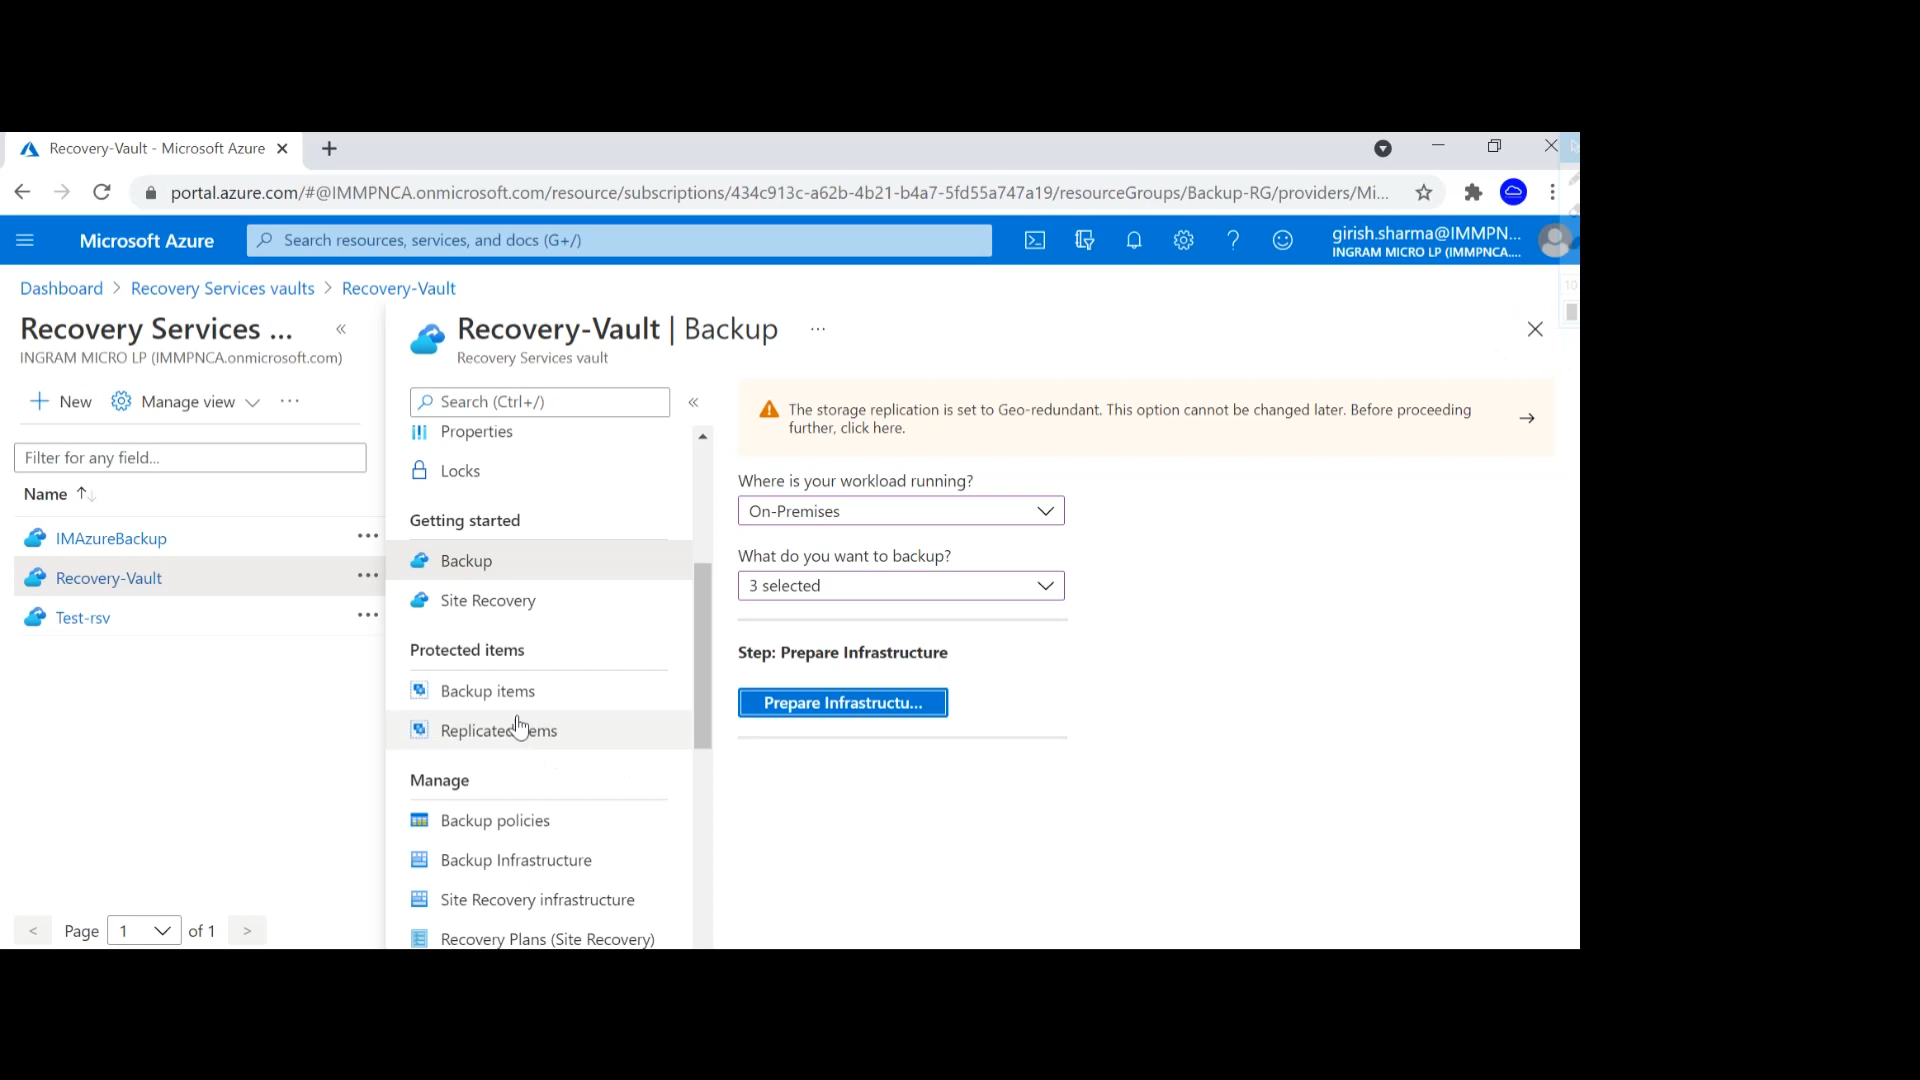 Recovery-Vault - Microsoft Azure
portal.azure.com/#@IMMPNCA.onmicrosoft.com/resource/subscriptions/434c913c-a62b-4b21-b4a7-5fd55a747a19/resourceGroups/Backup-RG/providers/Mi...
Microsoft Azure
Search resources, services, and docs (G+/)
girish.sharma@IMMPN...
INGRAM MICRO LP (IMMPNCA....
Dashboard > Recovery Services vaults > Recovery-Vault
Recovery Services ...
INGRAM MICRO LP (IMMPNCA.onmicrosoft.com)
New
Manage view
Filter for any field...
Name
IMAzureBackup
Recovery-Vault
Test-rsv
< Page 1 of 1 >
Recovery-Vault | Backup
Recovery Services vault
Search (Ctrl+/)
Properties
Locks
Getting started
Backup
Site Recovery
Protected items
Backup items
Manage
Backup policies
Backup Infrastructure
Site Recovery infrastructure
Recovery Plans (Site Recovery)
The storage replication is set to Geo-redundant. This option cannot be changed later. Before proceeding
further, click here.
Where is your workload running?
On-Premises
What do you want to backup?
3 selected
Step: Prepare Infrastructure
Prepare Infrastructu...
10